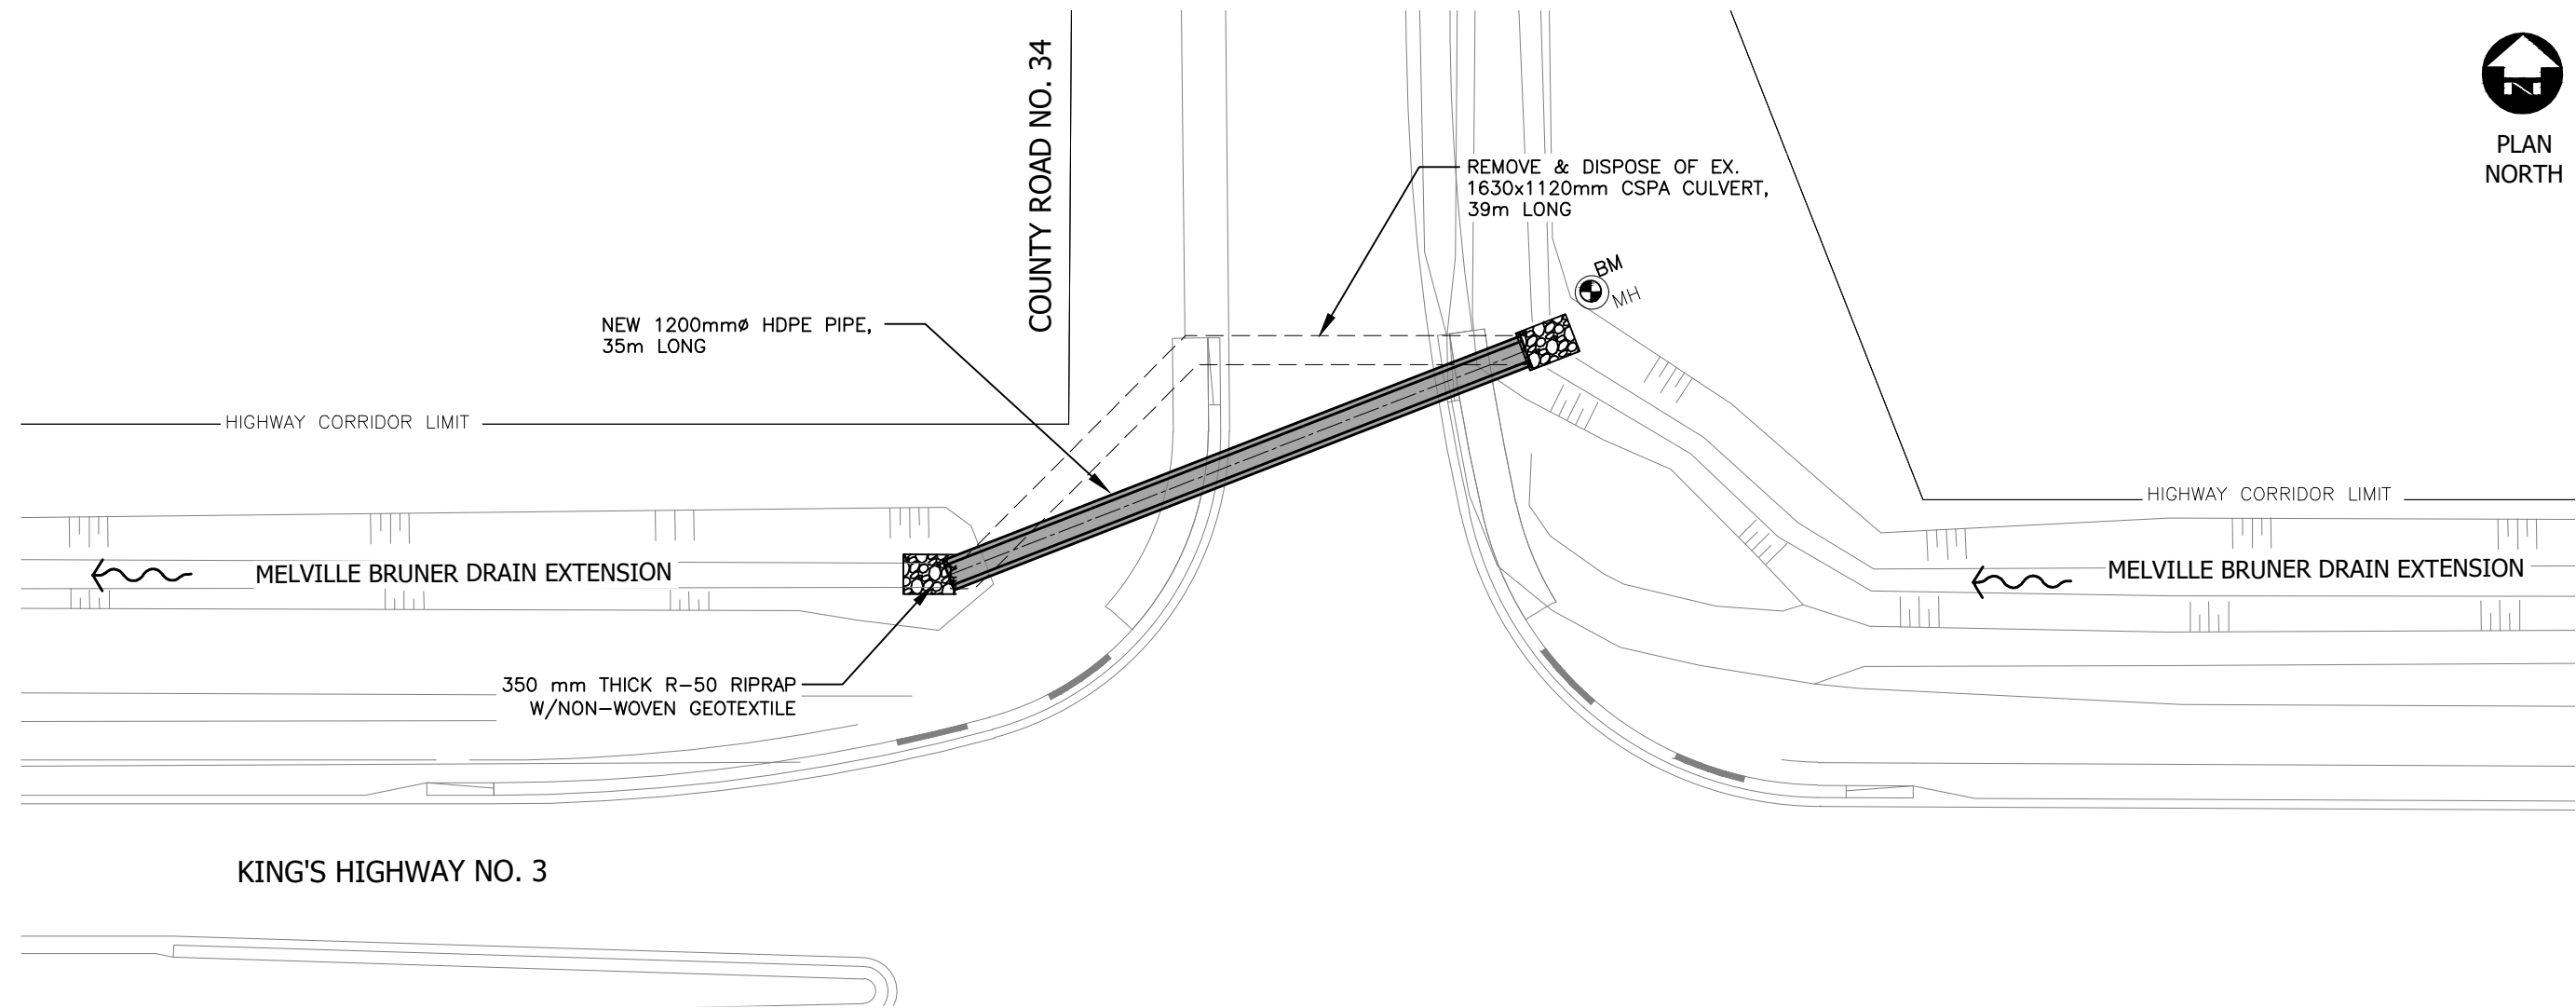 COUNTY ROAD NO. 34
N
PLAN
NORTH
REMOVE & DISPOSE OF EX.
1630x1120mm CSPA CULVERT,
39m LONG
BM
MH
NEW 1200mmø HDPE PIPE,
35m LONG
HIGHWAY CORRIDOR LIMIT
HIGHWAY CORRIDOR LIMIT
MELVILLE BRUNER DRAIN EXTENSION
MELVILLE BRUNER DRAIN EXTENSION
350 mm THICK R-50 RIPRAP
W/NON-WOVEN GEOTEXTILE
KING'S HIGHWAY NO. 3